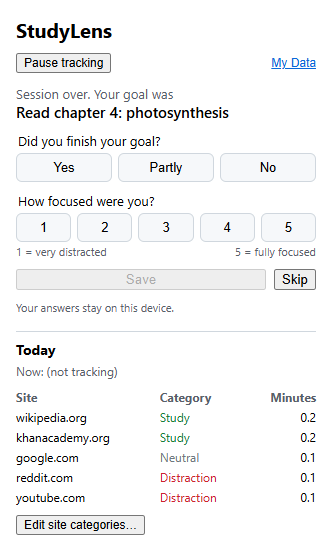 StudyLens
Pause tracking My Data
Session over. Your goal was
Read chapter 4: photosynthesis
Did you finish your goal?
Yes Partly No
How focused were you?
1 2 3 4 5
1 = very distracted 5 = fully focused
Save Skip
Your answers stay on this device.
Today
Now: (not tracking)
Site Category Minutes
wikipedia.org Study 0.2
khanacademy.org Study 0.2
google.com Neutral 0.1
reddit.com Distraction 0.1
youtube.com Distraction 0.1
Edit site categories…